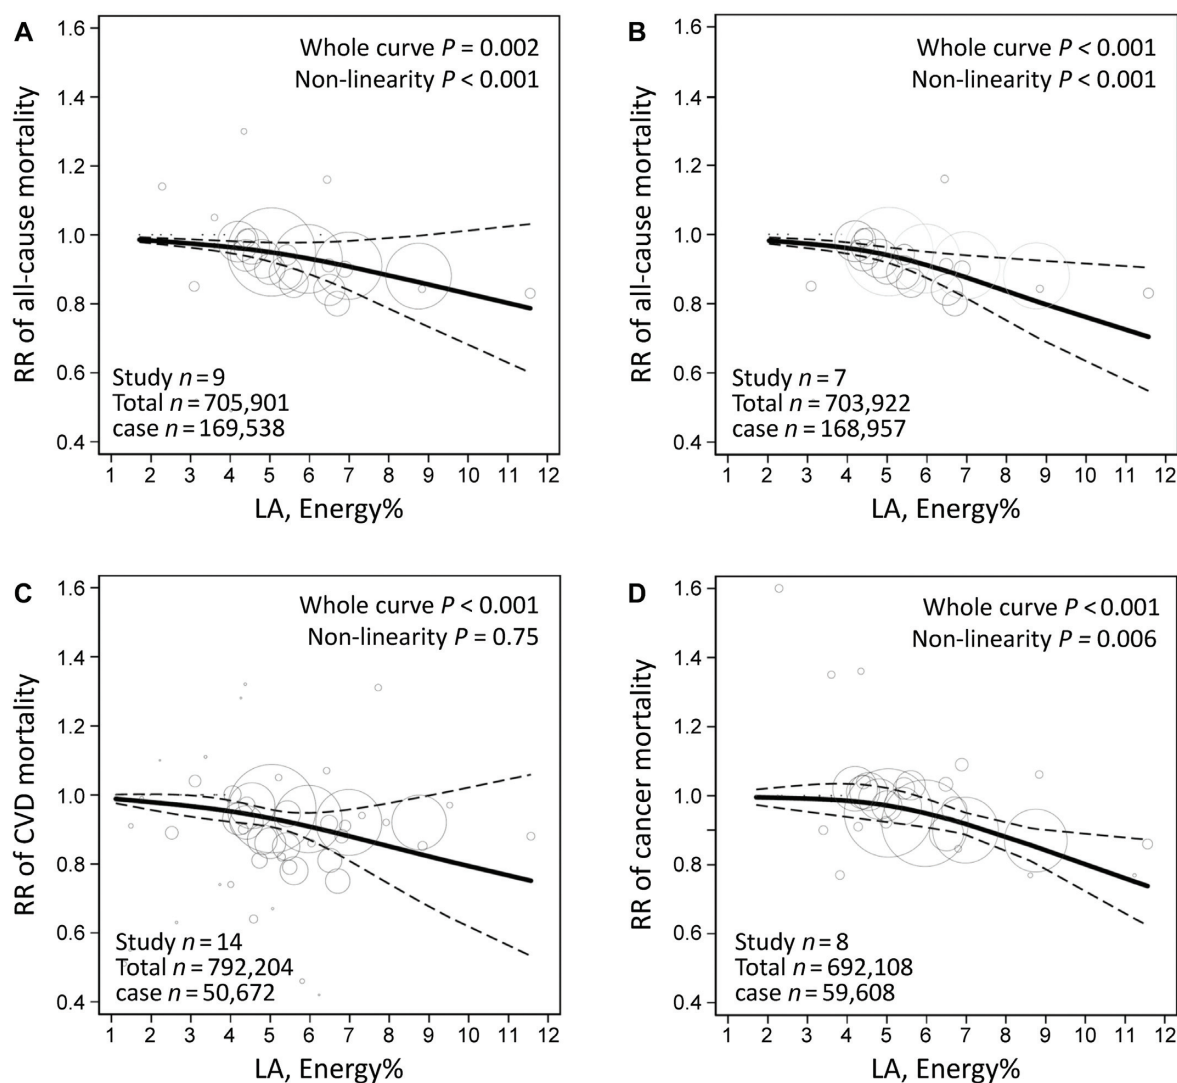 A
RR of all-cause mortality
1.6
1.4
1.2
1.0
0.8
0.6
0.4
Whole curve P = 0.002
Non-linearity P < 0.001
Study n = 9
Total n = 705,901
case n = 169,538
1 2 3 4 5 6 7 8 9 10 11 12
LA, Energy%
B
RR of all-cause mortality
1.6
1.4
1.2
1.0
0.8
0.6
0.4
Whole curve P < 0.001
Non-linearity P < 0.001
Study n = 7
Total n = 703,922
case n = 168,957
1 2 3 4 5 6 7 8 9 10 11 12
LA, Energy%
C
RR of CVD mortality
1.6
1.4
1.2
1.0
0.8
0.6
0.4
Whole curve P < 0.001
Non-linearity P = 0.75
Study n = 14
Total n = 792,204
case n = 50,672
1 2 3 4 5 6 7 8 9 10 11 12
LA, Energy%
D
RR of cancer mortality
1.6
1.4
1.2
1.0
0.8
0.6
0.4
Whole curve P < 0.001
Non-linearity P = 0.006
Study n = 8
Total n = 692,108
case n = 59,608
1 2 3 4 5 6 7 8 9 10 11 12
LA, Energy%